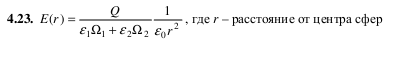 4.23. E(r) = Q / (ε₁Ω₁ + ε₂Ω₂) · 1 / (ε₀r²), где r – расстояние от центра сфер